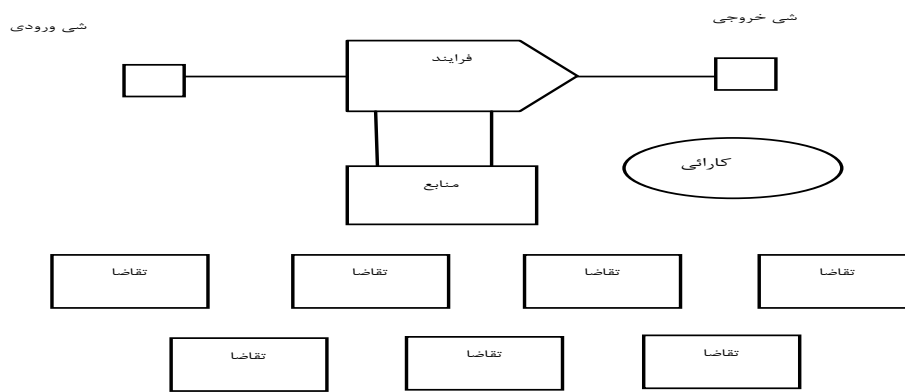 شی خروجی
شی ورودی
فرایند
کارائی
منابع
تقاضا
تقاضا
تقاضا
تقاضا
تقاضا
تقاضا
تقاضا